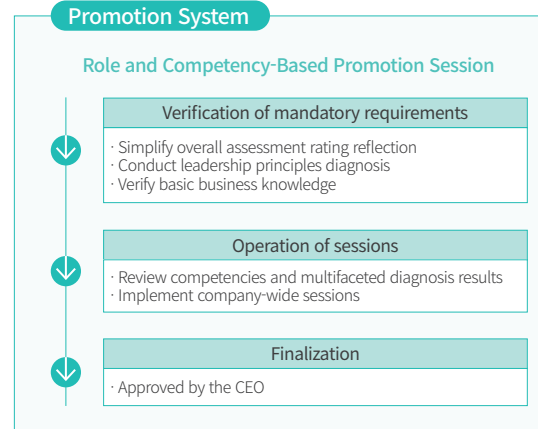 Promotion System
Role and Competency-Based Promotion Session
Verification of mandatory requirements
· Simplify overall assessment rating reflection
· Conduct leadership principles diagnosis
· Verify basic business knowledge
Operation of sessions
· Review competencies and multifaceted diagnosis results
· Implement company-wide sessions
Finalization
· Approved by the CEO